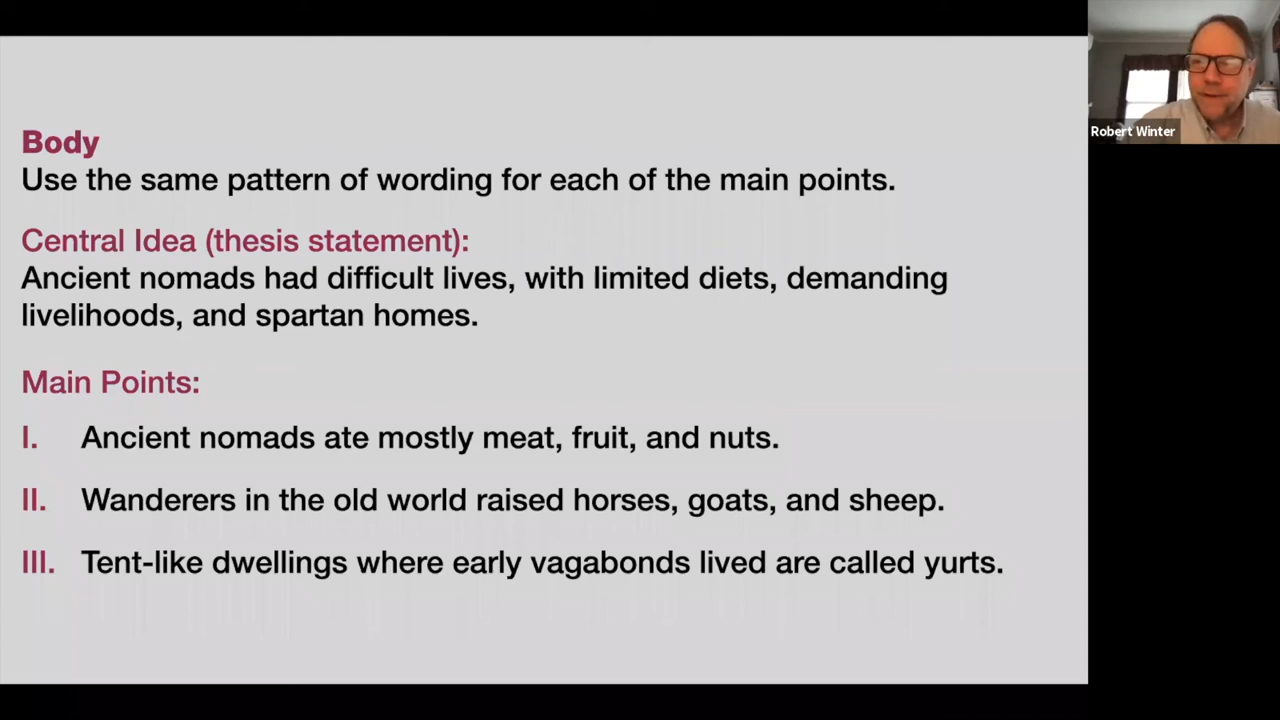 Body
Use the same pattern of wording for each of the main points.
Central Idea (thesis statement):
Ancient nomads had difficult lives, with limited diets, demanding
livelihoods, and spartan homes.
Main Points:
I. Ancient nomads ate mostly meat, fruit, and nuts.
II. Wanderers in the old world raised horses, goats, and sheep.
III. Tent-like dwellings where early vagabonds lived are called yurts.
Robert Winter